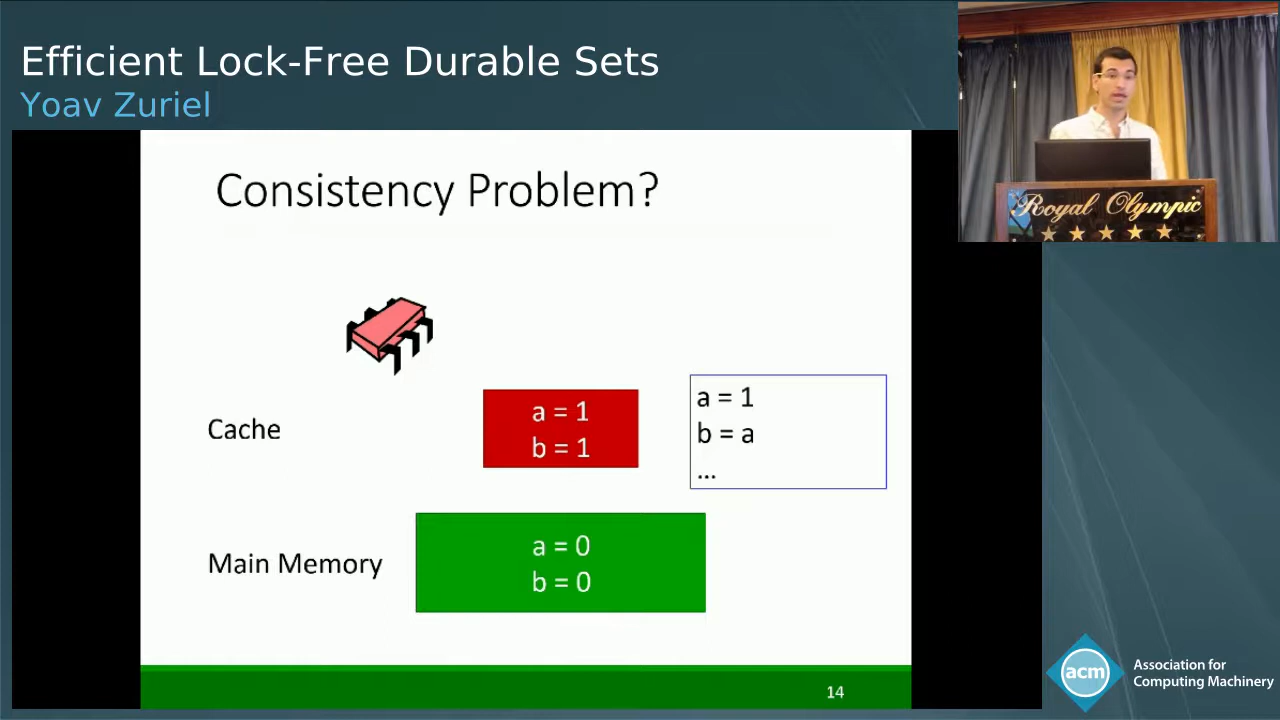 Efficient Lock-Free Durable Sets
Yoav Zuriel
Royal Olympic
Consistency Problem?
Cache
a = 1
b = 1
a = 1
b = a
...
Main Memory
a = 0
b = 0
14
acm
Association for
Computing Machinery